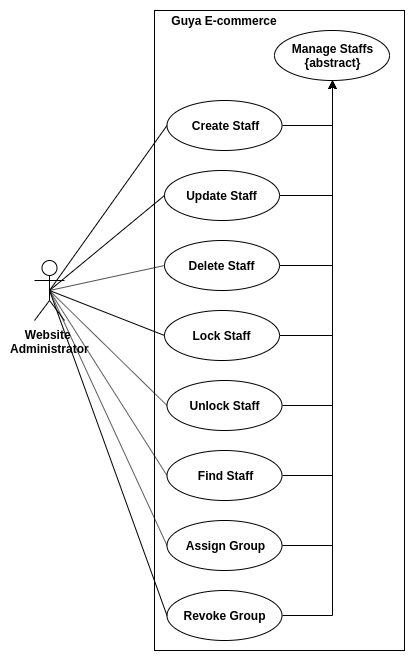 Guya E-commerce
Manage Staffs
{abstract}
Create Staff
Update Staff
Delete Staff
Lock Staff
Website
Administrator
Unlock Staff
Find Staff
Assign Group
Revoke Group